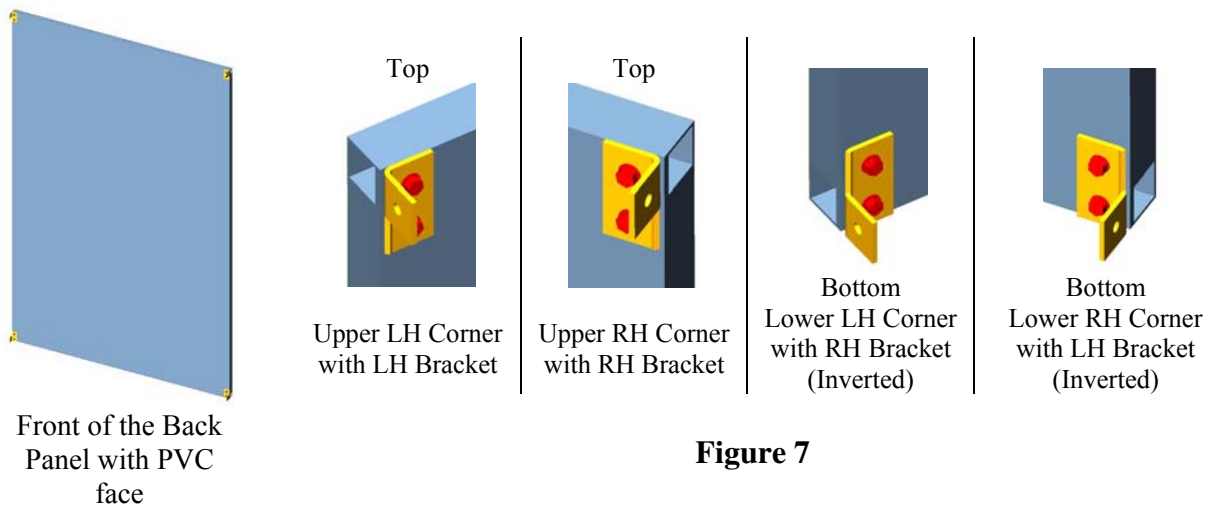 Top
Upper LH Corner
with LH Bracket
Top
Upper RH Corner
with RH Bracket
Bottom
Lower LH Corner
with RH Bracket
(Inverted)
Bottom
Lower RH Corner
with LH Bracket
(Inverted)
Front of the Back
Panel with PVC
face
Figure 7